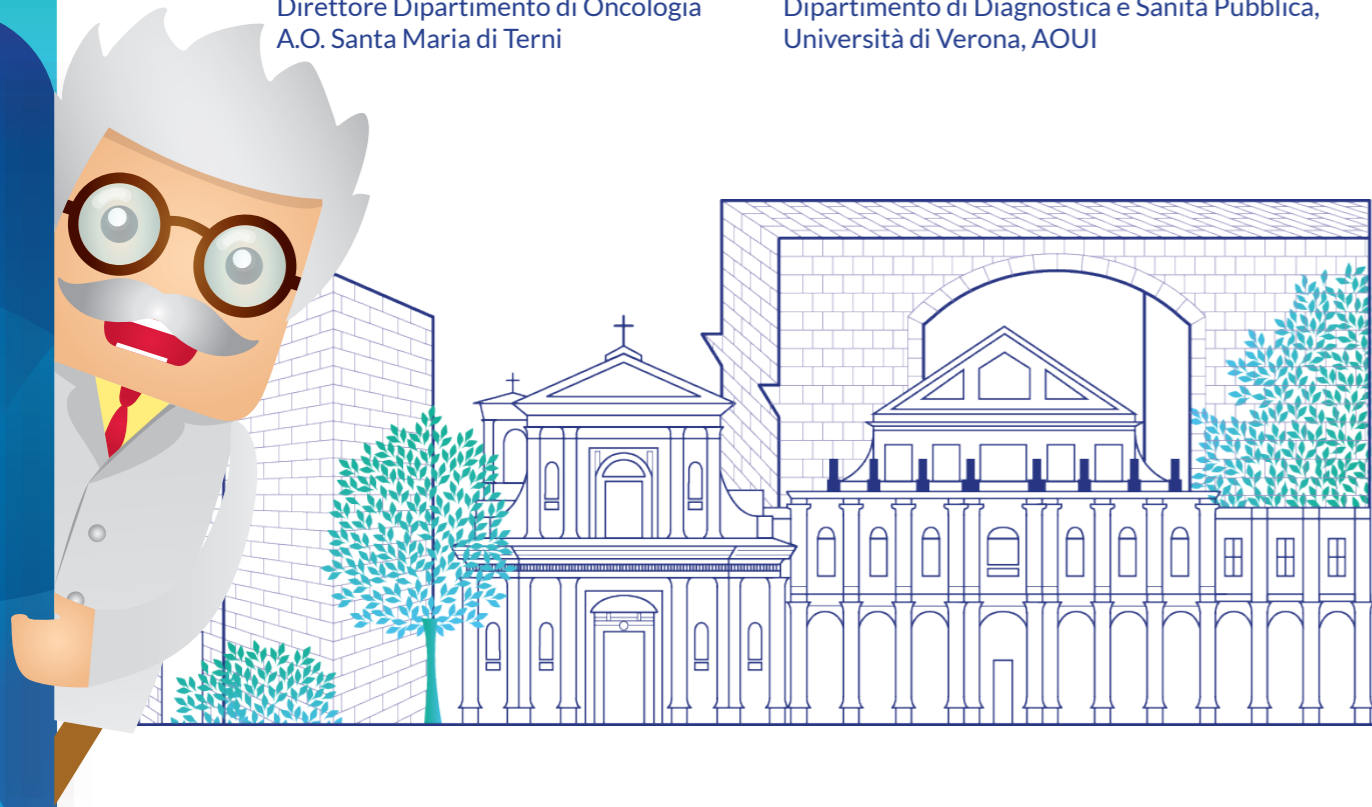 Direttore Dipartimento di Oncologia
A.O. Santa Maria di Terni
Dipartimento di Diagnostica e Sanità Pubblica,
Università di Verona, AOUI